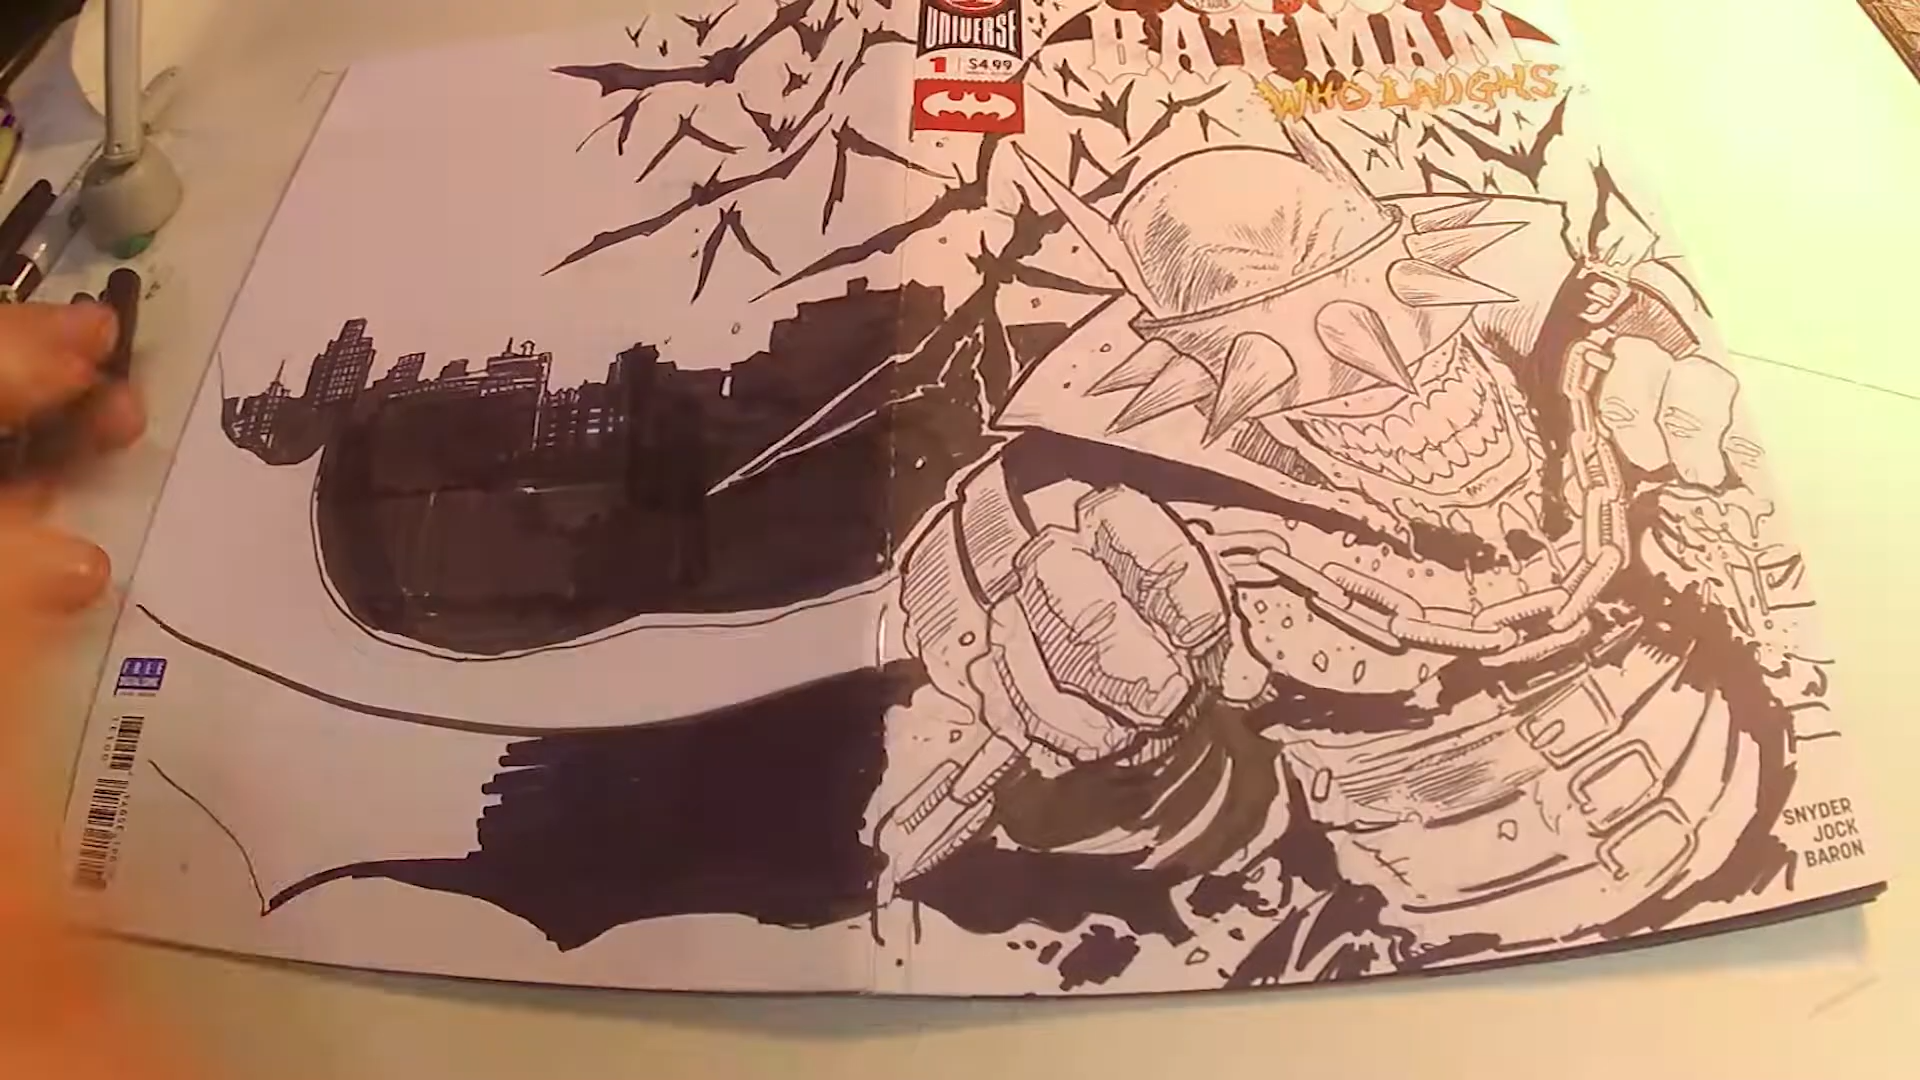 UNIVERSE
1 $4.99
BATMAN
WHO LAUGHS
FREE
SNYDER
JOCK
BARON